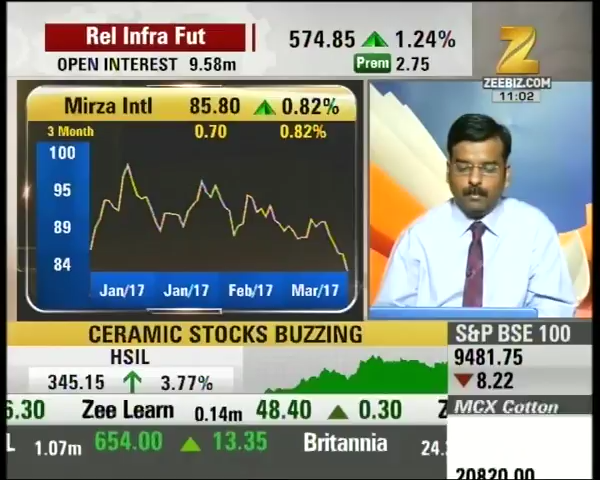 Rel Infra Fut 574.85 1.24%
OPEN INTEREST 9.58m Prem 2.75
Z
ZEEBIZ.COM
11:02
Mirza Intl 85.80 0.82%
3 Month 0.70 0.82%
100
95
89
84
Jan/17 Jan/17 Feb/17 Mar/17
CERAMIC STOCKS BUZZING
HSIL
345.15 3.77%
S&P BSE 100
9481.75
8.22
MCX Cotton
20820.00
6.30 Zee Learn 0.14m 48.40 0.30 Z
L 1.07m 654.00 13.35 Britannia 24.